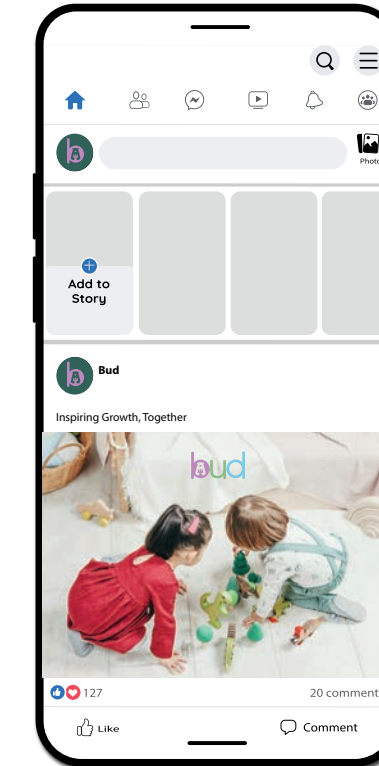 b
Photo
Add to
Story
b
Bud
Inspiring Growth, Together
bud
127
20 comment
Like
Comment